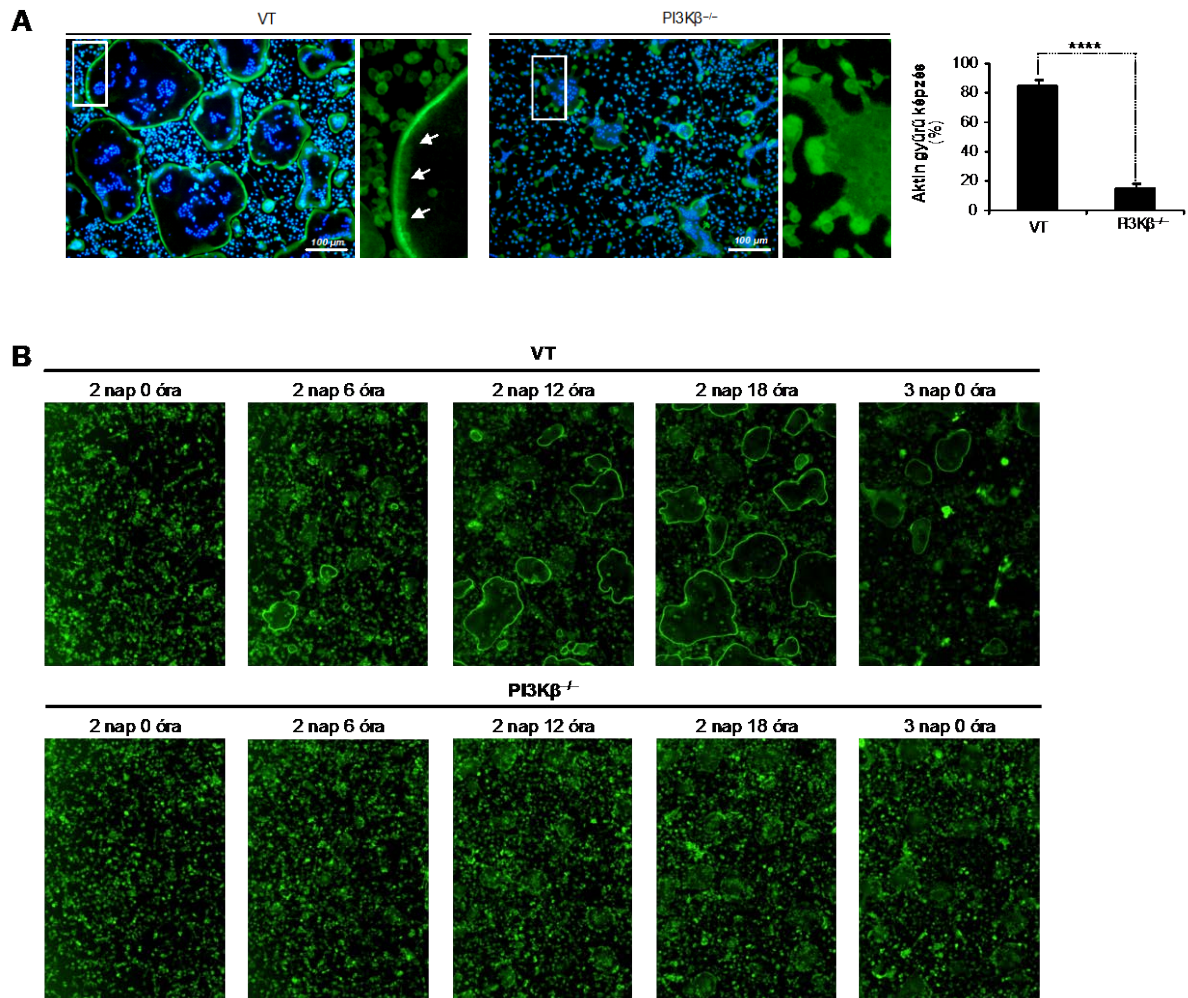 A
VT
PI3Kβ−/−
100 µm
100 µm
****
Aktin gyűrű képzés
(%)
100
80
60
40
20
0
VT
PI3Kβ−/−
B
VT
2 nap 0 óra
2 nap 6 óra
2 nap 12 óra
2 nap 18 óra
3 nap 0 óra
PI3Kβ−/−
2 nap 0 óra
2 nap 6 óra
2 nap 12 óra
2 nap 18 óra
3 nap 0 óra